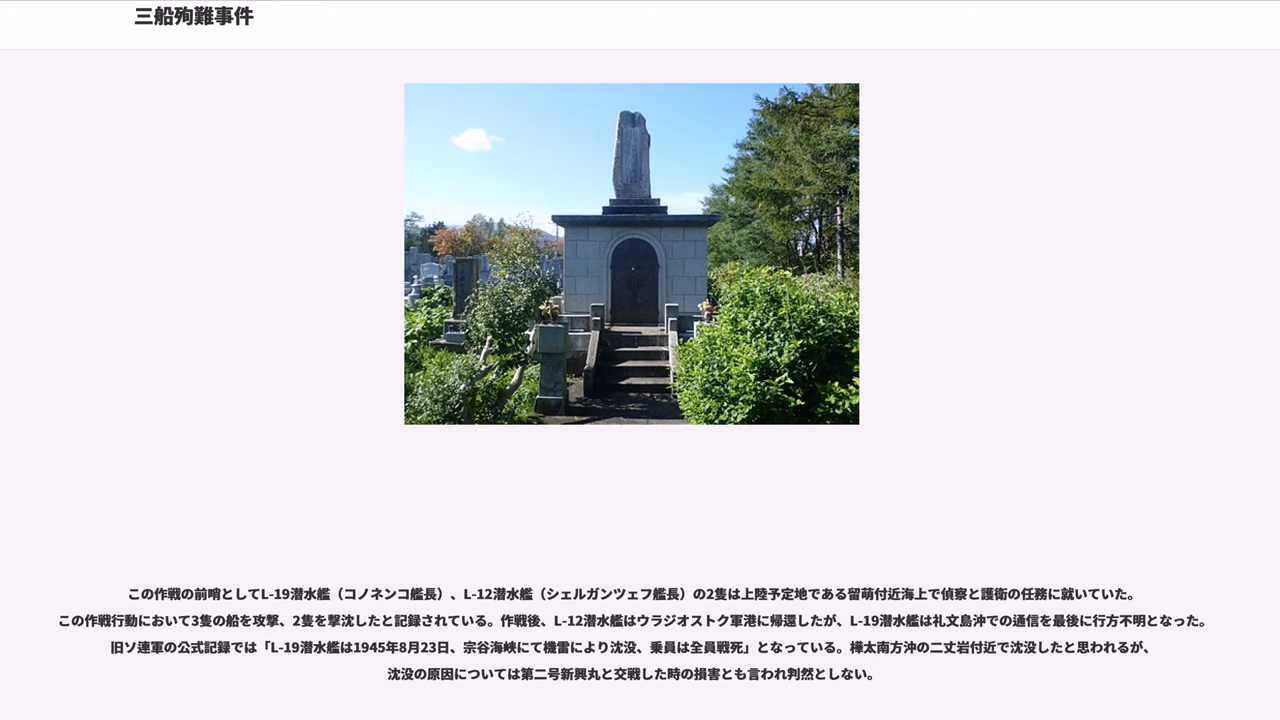 三船殉難事件
この作戦の前哨としてL-19潜水艦（コノネンコ艦長）、L-12潜水艦（シェルガンツェフ艦長）の2隻は上陸予定地である留萌付近海上で偵察と護衛の任務に就いていた。
この作戦行動において3隻の船を攻撃、2隻を撃沈したと記録されている。作戦後、L-12潜水艦はウラジオストク軍港に帰還したが、L-19潜水艦は礼文島沖での通信を最後に行方不明となった。
旧ソ連軍の公式記録では「L-19潜水艦は1945年8月23日、宗谷海峡にて機雷により沈没、乗員は全員戦死」となっている。樺太南方沖の二丈岩付近で沈没したと思われるが、
沈没の原因については第二号新興丸と交戦した時の損害とも言われ判然としない。